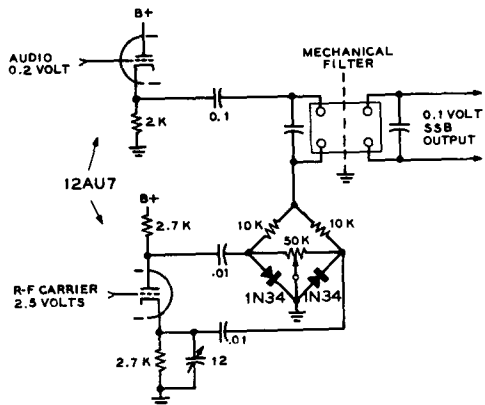 B+
AUDIO
0.2 VOLT
2K
0.1
MECHANICAL
FILTER
0.1 VOLT
SSB
OUTPUT
12AU7
B+
2.7K
10K
10K
50K
.01
R-F CARRIER
2.5 VOLTS
1N34
1N34
.01
2.7 K
12